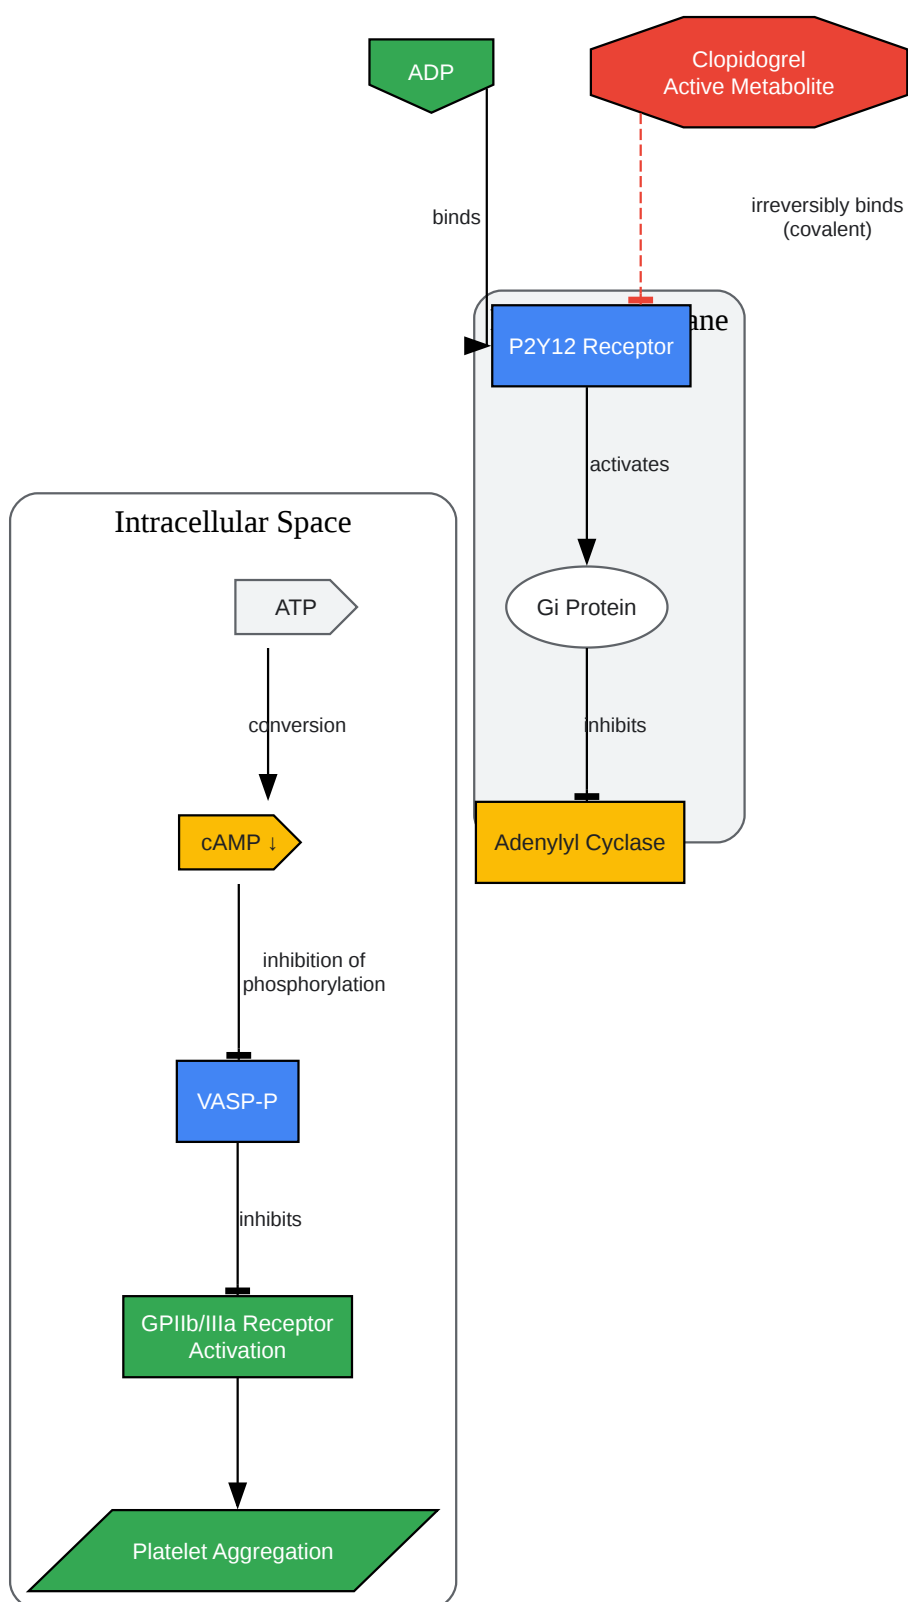 ADP
Clopidogrel
Active Metabolite
binds
irreversibly binds
(covalent)
P2Y12 Receptor
activates
Intracellular Space
ATP
Gi Protein
conversion
inhibits
cAMP ↓
Adenylyl Cyclase
inhibition of
phosphorylation
VASP-P
inhibits
GPIIb/IIIa Receptor
Activation
Platelet Aggregation